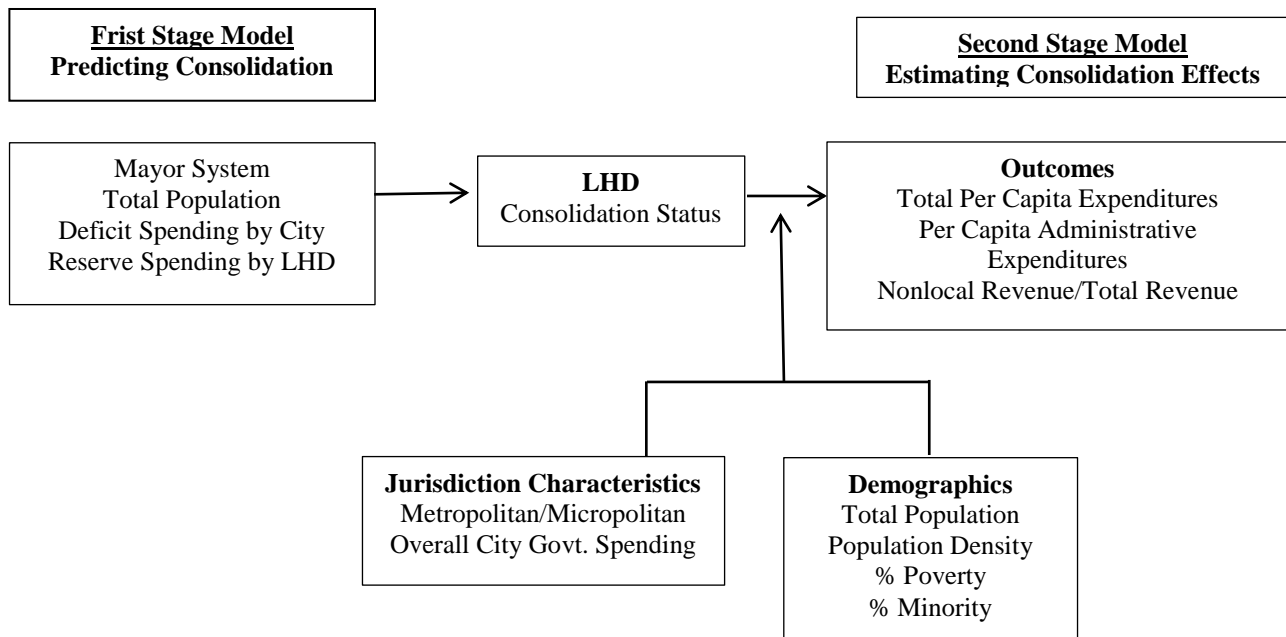 Frist Stage Model
Predicting Consolidation
Second Stage Model
Estimating Consolidation Effects
Mayor System
Total Population
Deficit Spending by City
Reserve Spending by LHD
LHD
Consolidation Status
Outcomes
Total Per Capita Expenditures
Per Capita Administrative
Expenditures
Nonlocal Revenue/Total Revenue
Jurisdiction Characteristics
Metropolitan/Micropolitan
Overall City Govt. Spending
Demographics
Total Population
Population Density
% Poverty
% Minority